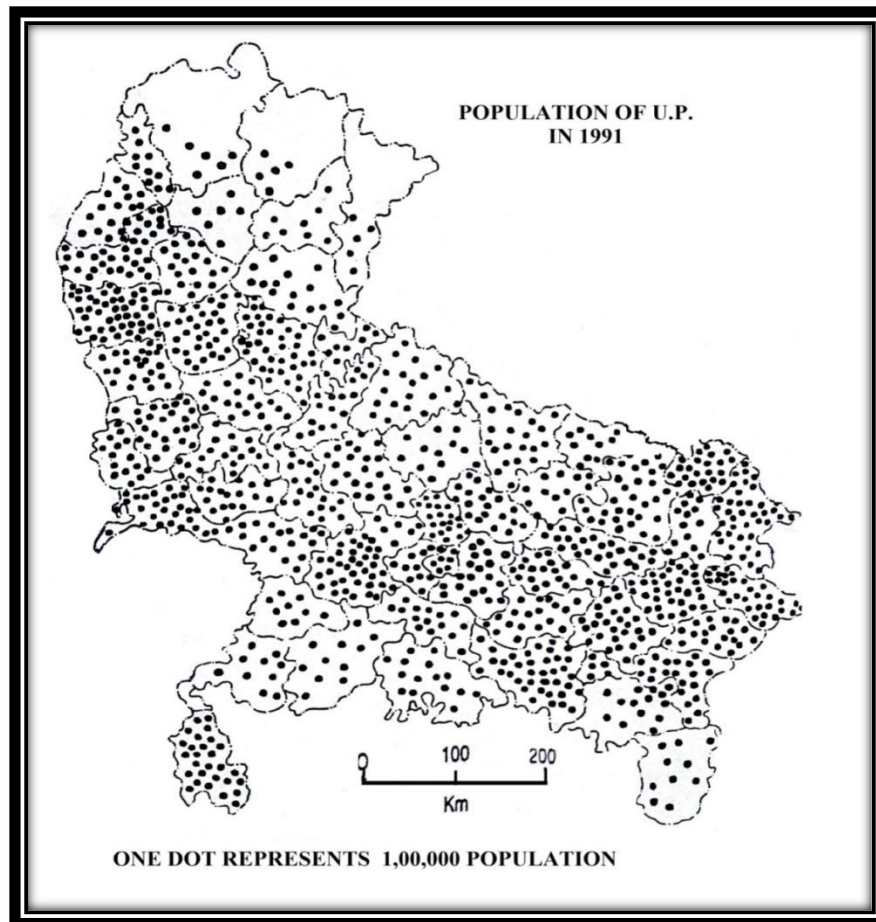 POPULATION OF U.P.
IN 1991
0 100 200
Km
ONE DOT REPRESENTS 1,00,000 POPULATION